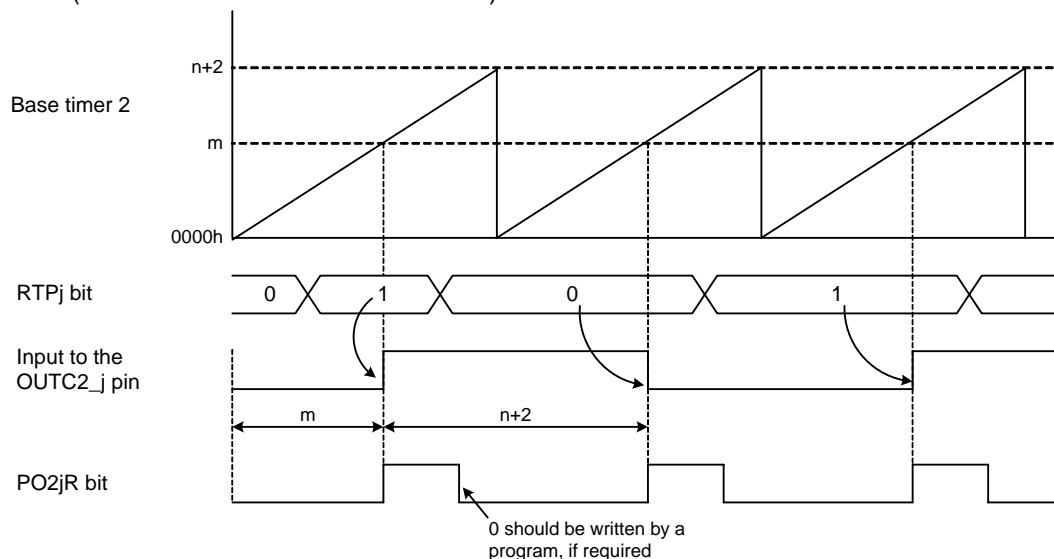 n+2
Base timer 2
m
0000h
RTPj bit
0 1 0 1
Input to the
OUTC2_j pin
m n+2
PO2jR bit
0 should be written by a
program, if required